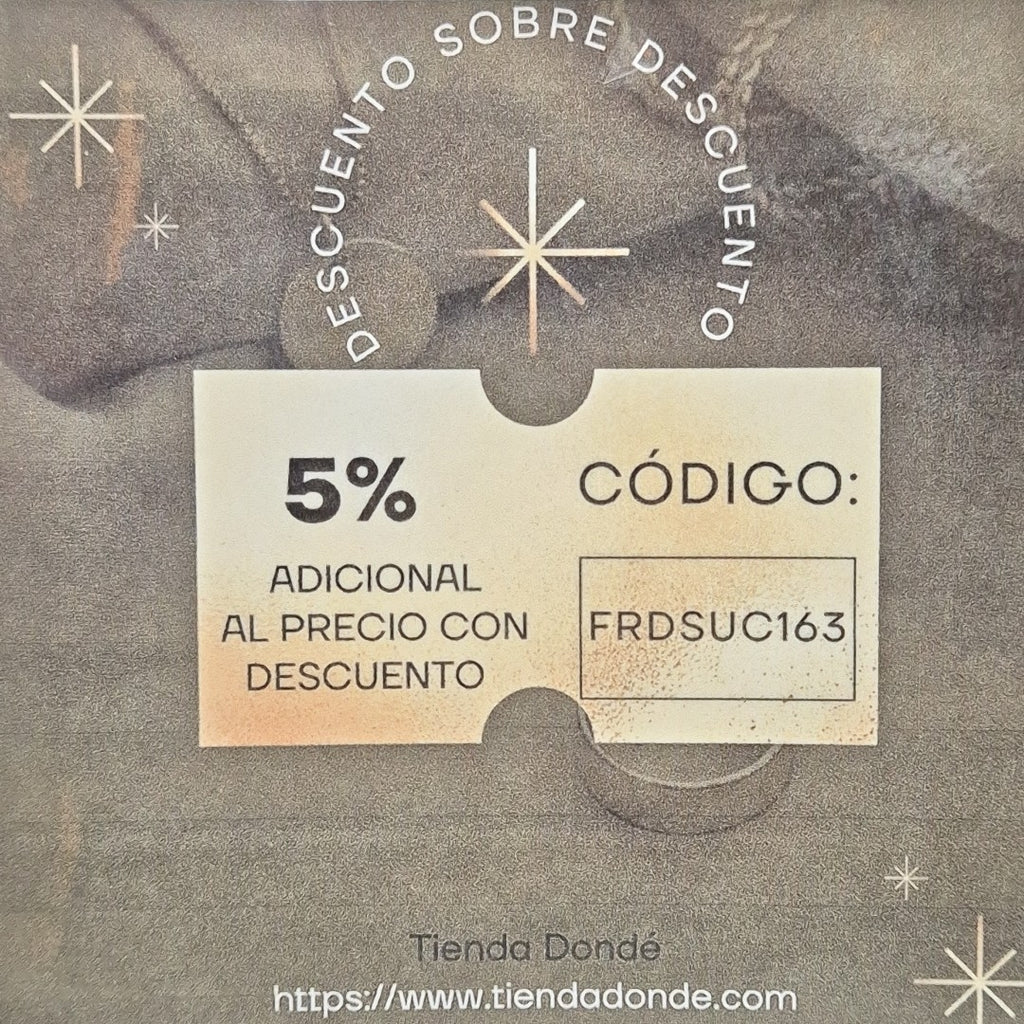 DESCUENTO SOBRE DESCUENTO
5%
ADICIONAL
AL PRECIO CON
DESCUENTO
CÓDIGO:
FRDSUC163
Tienda Dondé
https://www.tiendadonde.com